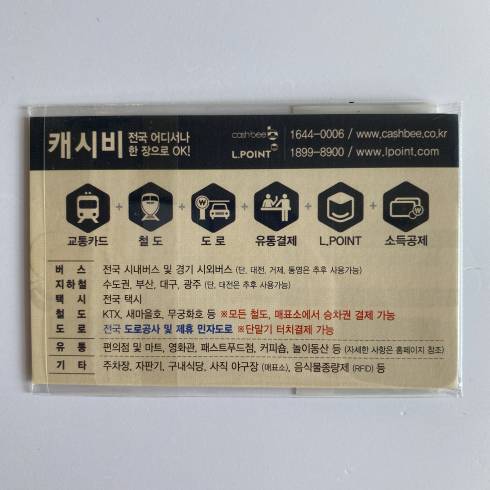 캐시비 전국 어디서나 한 장으로 OK!
cashbee 1644-0006 / www.cashbee.co.kr
L.POINT 1899-8900 / www.lpoint.com
교통카드 + 철 도 + 도 로 + 유통결제 + L.POINT + 소득공제
버 스 전국 시내버스 및 경기 시외버스 (단, 대전, 거제, 통영은 추후 사용가능)
지하철 수도권, 부산, 대구, 광주 (단, 대전은 추후 사용가능)
택 시 전국 택시
철 도 KTX, 새마을호, 무궁화호 등 ※모든 철도, 매표소에서 승차권 결제 가능
도 로 전국 도로공사 및 제휴 민자도로 ※단말기 터치결제 가능
유 통 편의점 및 마트, 영화관, 패스트푸드점, 커피숍, 놀이동산 등 (자세한 사항은 홈페이지 참조)
기 타 주차장, 자판기, 구내식당, 사직 야구장 (매표소), 음식물종량제 (RFID) 등